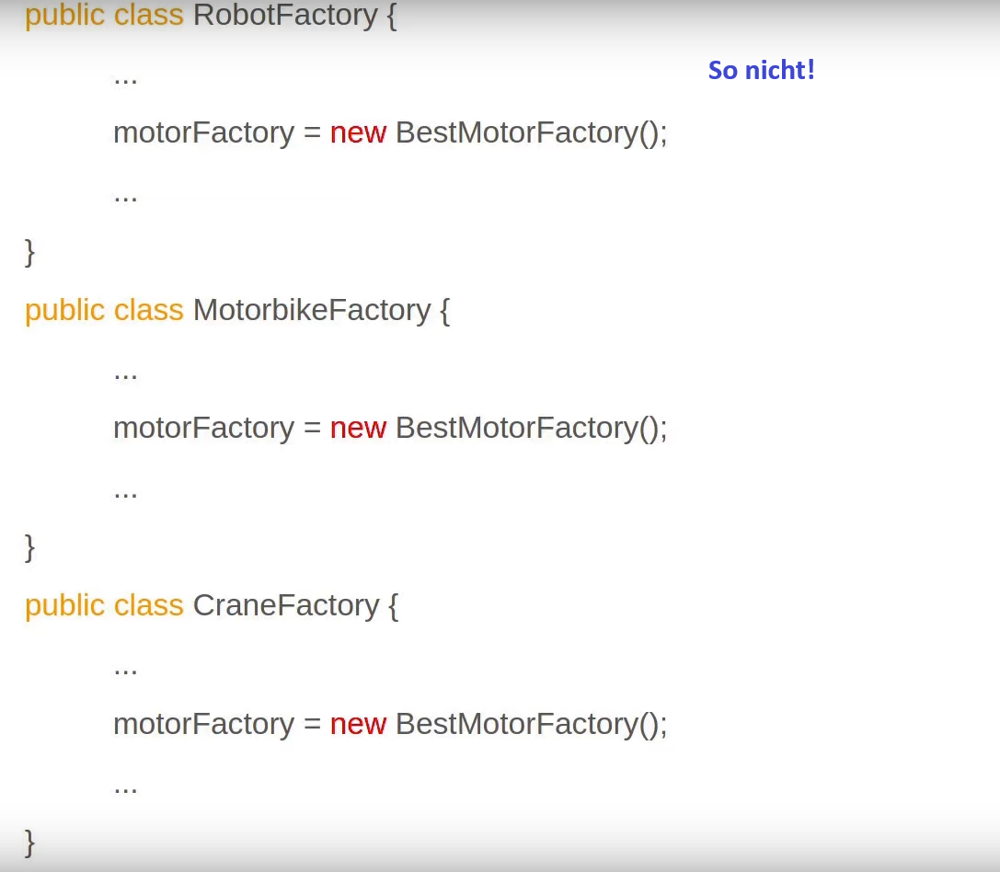 public class RobotFactory {
...
So nicht!
motorFactory = new BestMotorFactory();
...
}
public class MotorbikeFactory {
...
motorFactory = new BestMotorFactory();
...
}
public class CraneFactory {
...
motorFactory = new BestMotorFactory();
...
}